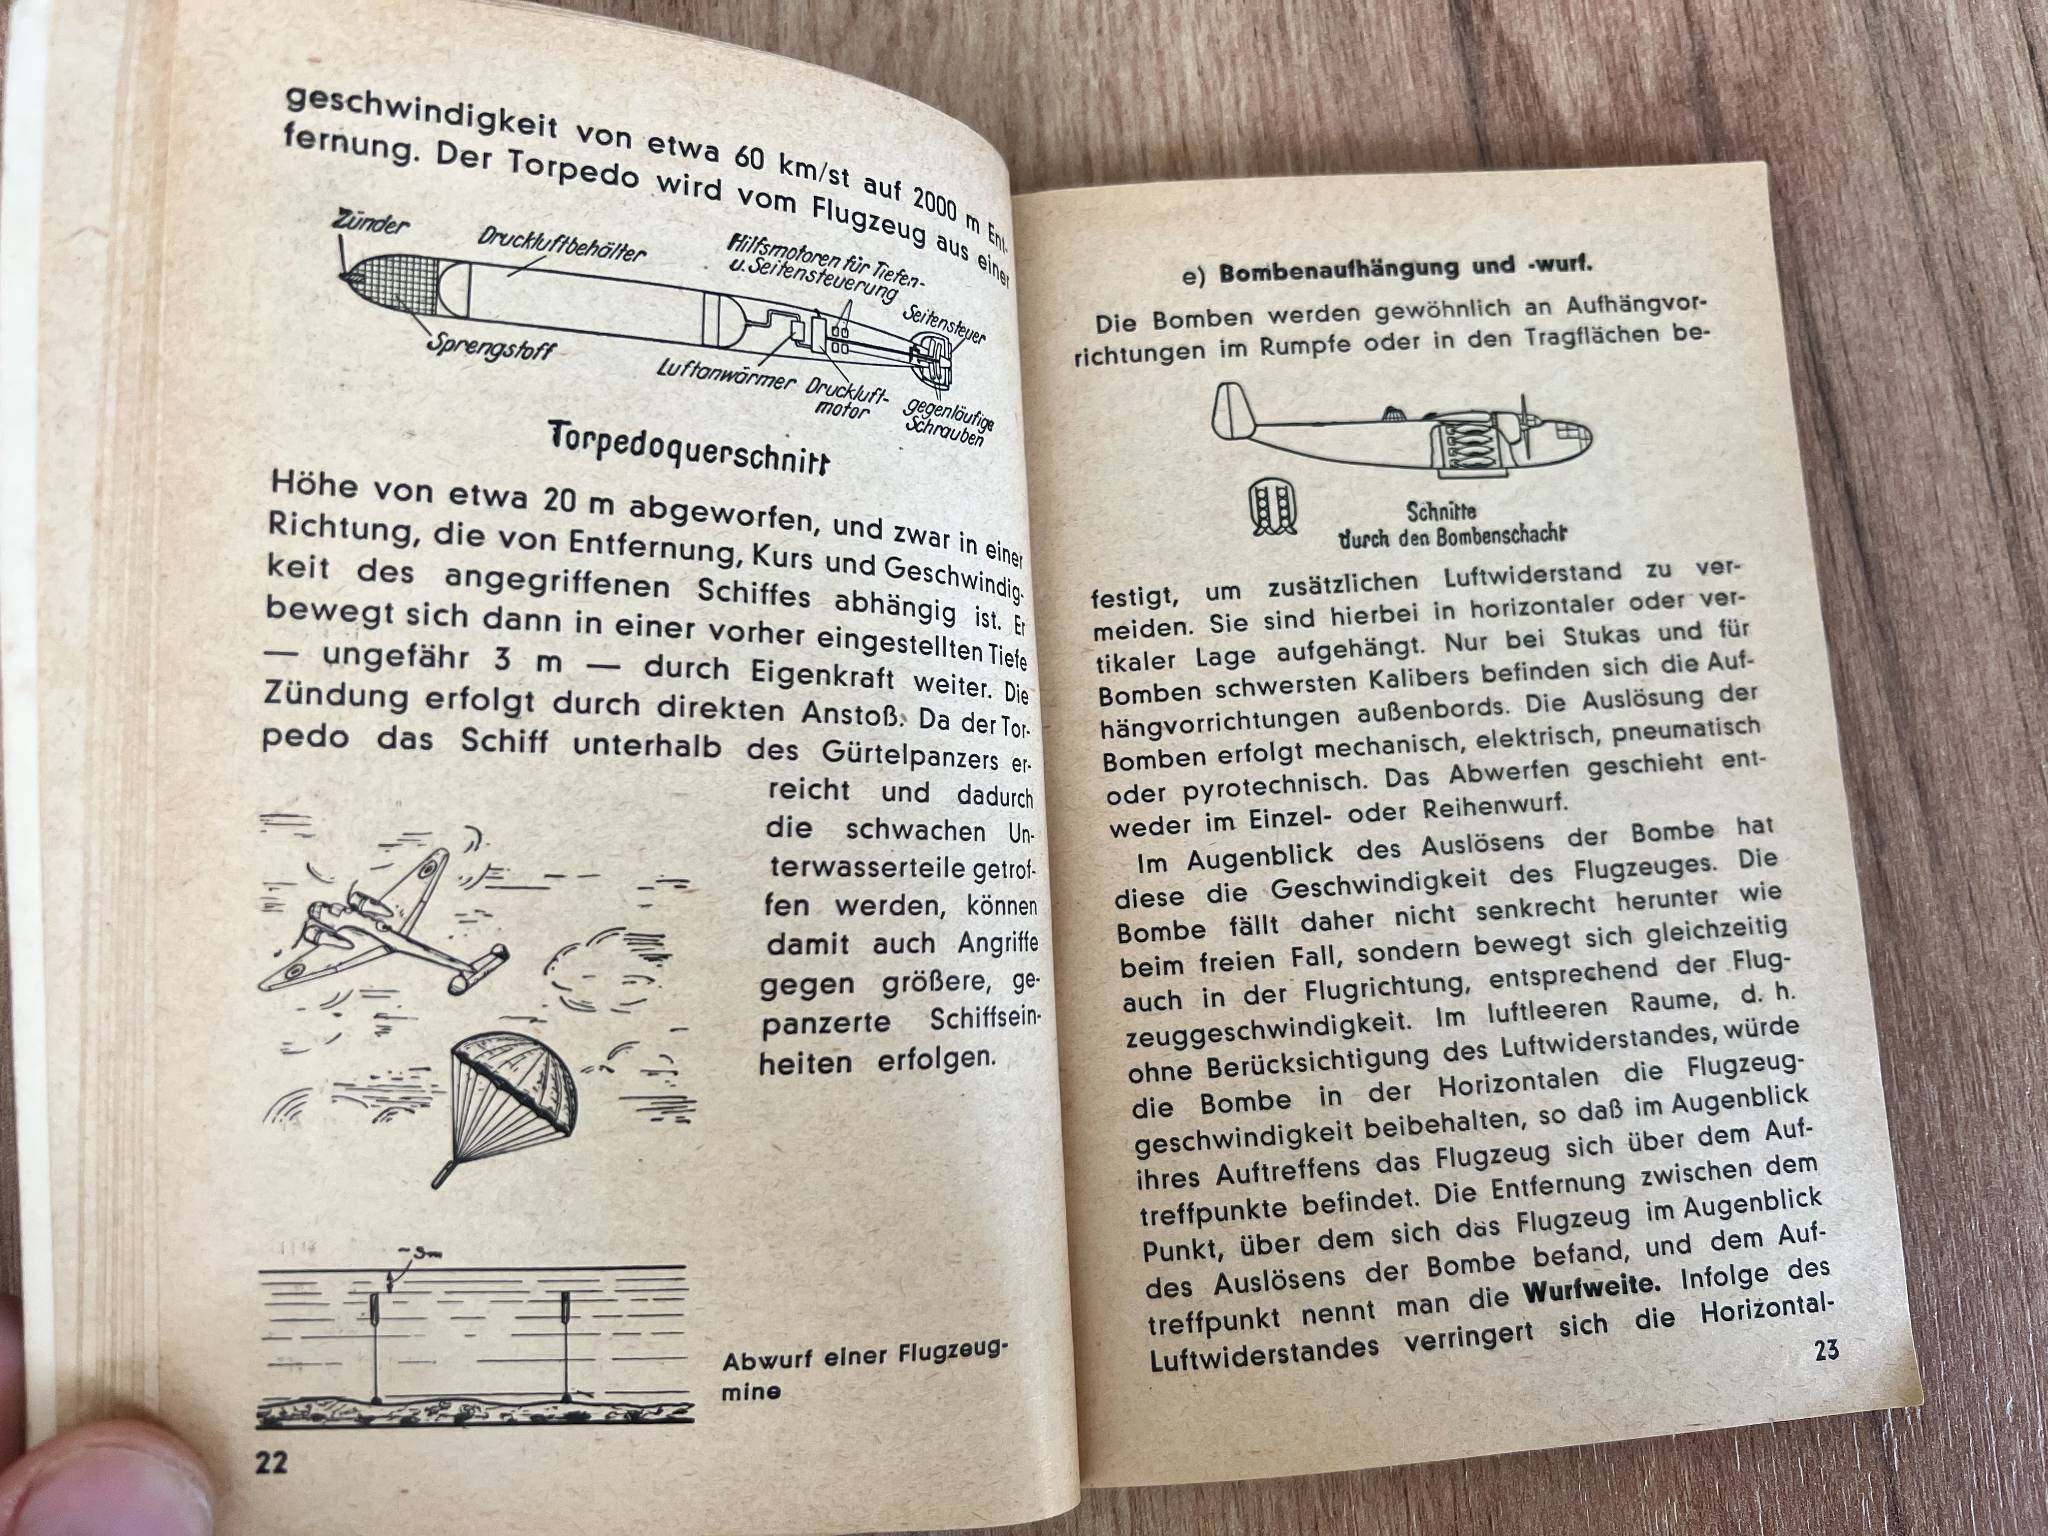 geschwindigkeit von etwa 60 km/st auf 2000 m Ent-
fernung. Der Torpedo wird vom Flugzeug aus einer
Zünder
Druckluftbehälter
Hilfsmotoren für Tiefen-
u. Seitensteuerung
Seitensteuer
Sprengstoff
Luftanwärmer
Druckluft-
motor
gegenläufige
Schrauben
Torpedoquerschnitt
Höhe von etwa 20 m abgeworfen, und zwar in einer
Richtung, die von Entfernung, Kurs und Geschwindig-
keit des angegriffenen Schiffes abhängig ist. Er
bewegt sich dann in einer vorher eingestellten Tiefe
— ungefähr 3 m — durch Eigenkraft weiter. Die
Zündung erfolgt durch direkten Anstoß. Da der Tor-
pedo das Schiff unterhalb des Gürtelpanzers er-
reicht und dadurch
die schwachen Un-
terwasserteile getrof-
fen werden, können
damit auch Angriffe
gegen größere, ge-
panzerte Schiffsein-
heiten erfolgen.
~3m
Abwurf einer Flugzeug-
mine
22
e) Bombenaufhängung und -wurf.
Die Bomben werden gewöhnlich an Aufhängvor-
richtungen im Rumpfe oder in den Tragflächen be-
Schnitte
durch den Bombenschacht
festigt, um zusätzlichen Luftwiderstand zu ver-
meiden. Sie sind hierbei in horizontaler oder ver-
tikaler Lage aufgehängt. Nur bei Stukas und für
Bomben schwersten Kalibers befinden sich die Auf-
hängvorrichtungen außenbords. Die Auslösung der
Bomben erfolgt mechanisch, elektrisch, pneumatisch
oder pyrotechnisch. Das Abwerfen geschieht ent-
weder im Einzel- oder Reihenwurf.
Im Augenblick des Auslösens der Bombe hat
diese die Geschwindigkeit des Flugzeuges. Die
Bombe fällt daher nicht senkrecht herunter wie
beim freien Fall, sondern bewegt sich gleichzeitig
auch in der Flugrichtung, entsprechend der Flug-
zeuggeschwindigkeit. Im luftleeren Raume, d. h.
ohne Berücksichtigung des Luftwiderstandes, würde
die Bombe in der Horizontalen die Flugzeug-
geschwindigkeit beibehalten, so daß im Augenblick
ihres Auftreffens das Flugzeug sich über dem Auf-
treffpunkte befindet. Die Entfernung zwischen dem
Punkt, über dem sich das Flugzeug im Augenblick
des Auslösens der Bombe befand, und dem Auf-
treffpunkt nennt man die Wurfweite. Infolge des
Luftwiderstandes verringert sich die Horizontal-
23